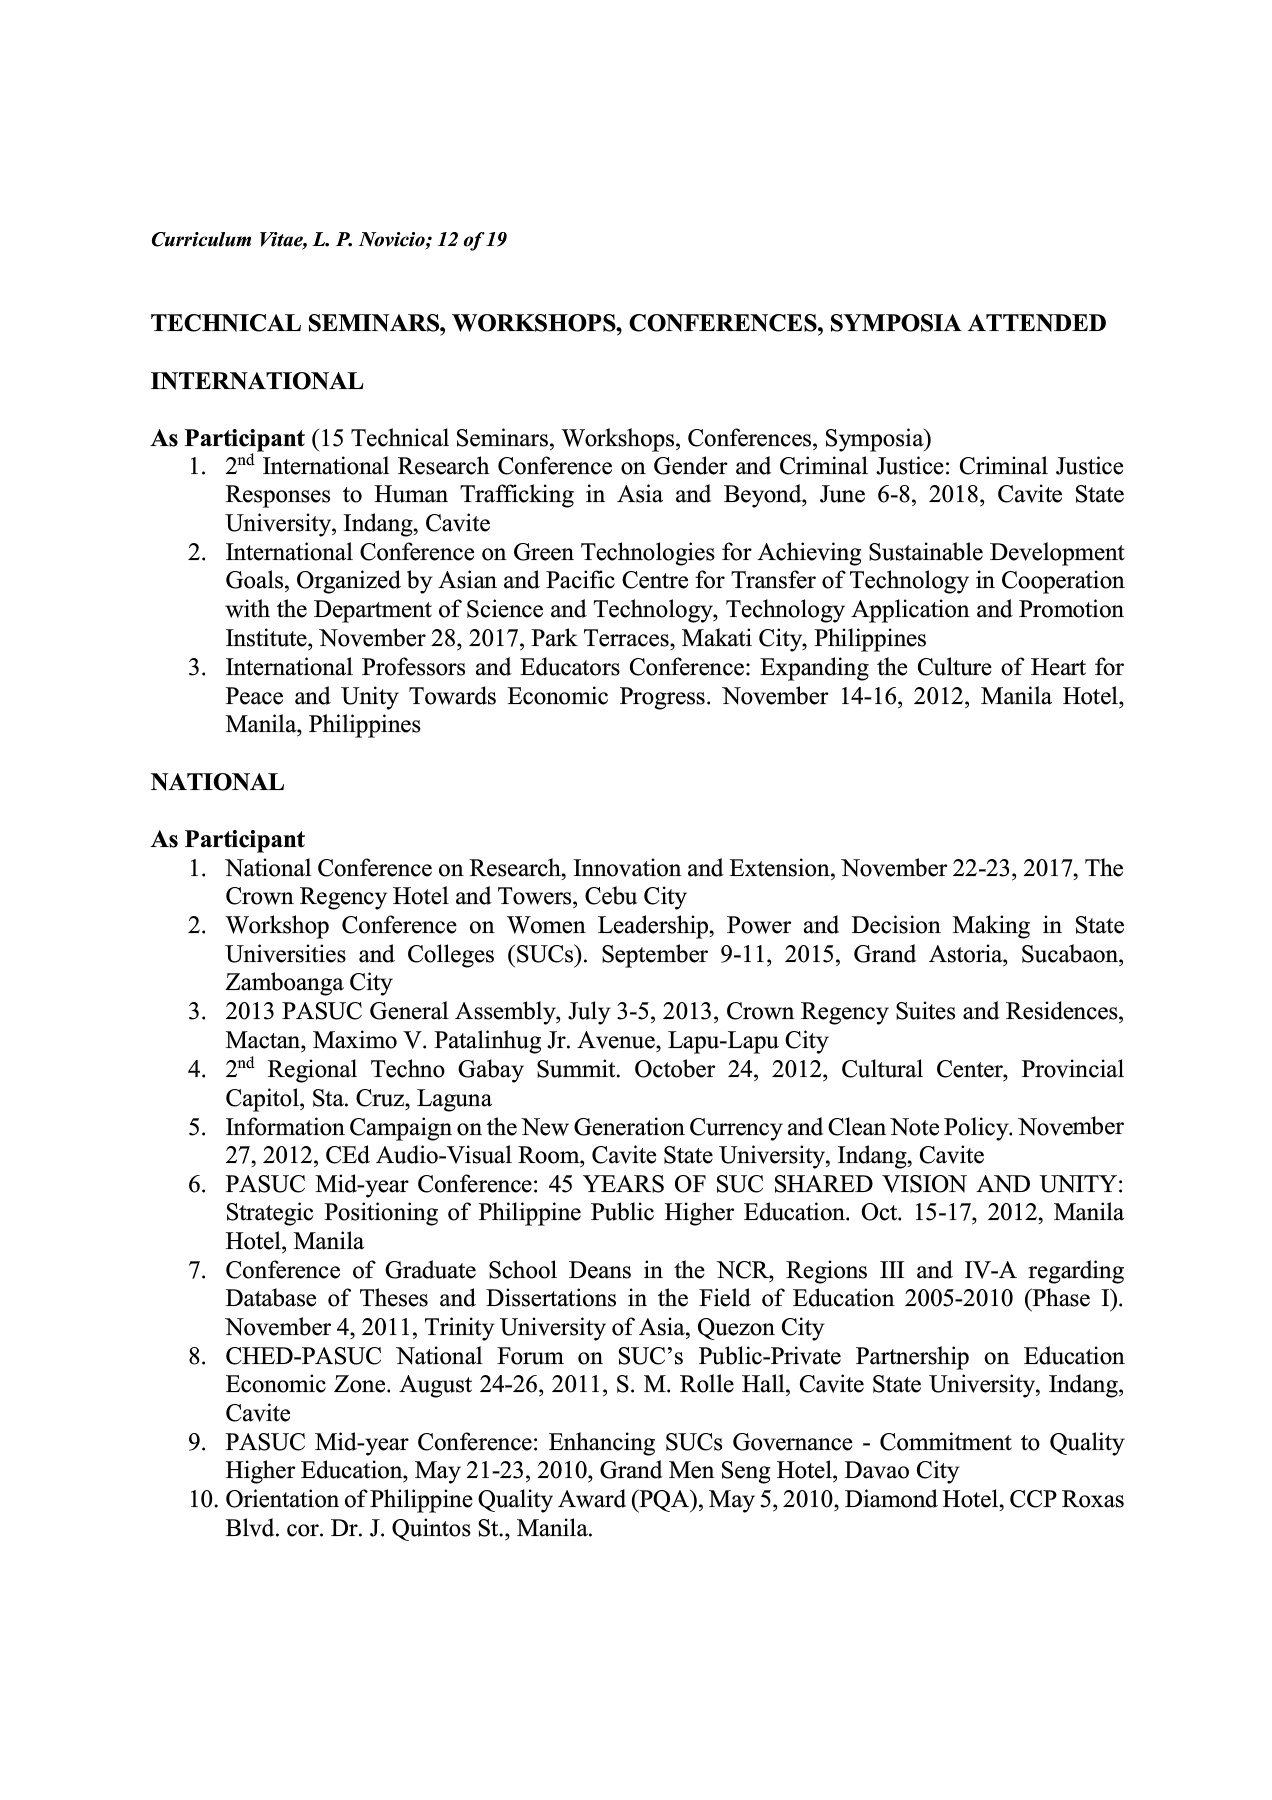 Curriculum Vitae, L. P. Novicio; 12 of 19
TECHNICAL SEMINARS, WORKSHOPS, CONFERENCES, SYMPOSIA ATTENDED
INTERNATIONAL
As Participant (15 Technical Seminars, Workshops, Conferences, Symposia)
1. 2nd International Research Conference on Gender and Criminal Justice: Criminal Justice
Responses to Human Trafficking in Asia and Beyond, June 6-8, 2018, Cavite State
University, Indang, Cavite
2. International Conference on Green Technologies for Achieving Sustainable Development
Goals, Organized by Asian and Pacific Centre for Transfer of Technology in Cooperation
with the Department of Science and Technology, Technology Application and Promotion
Institute, November 28, 2017, Park Terraces, Makati City, Philippines
3. International Professors and Educators Conference: Expanding the Culture of Heart for
Peace and Unity Towards Economic Progress. November 14-16, 2012, Manila Hotel,
Manila, Philippines
NATIONAL
As Participant
1. National Conference on Research, Innovation and Extension, November 22-23, 2017, The
Crown Regency Hotel and Towers, Cebu City
2. Workshop Conference on Women Leadership, Power and Decision Making in State
Universities and Colleges (SUCs). September 9-11, 2015, Grand Astoria, Sucabaon,
Zamboanga City
3. 2013 PASUC General Assembly, July 3-5, 2013, Crown Regency Suites and Residences,
Mactan, Maximo V. Patalinhug Jr. Avenue, Lapu-Lapu City
4. 2nd Regional Techno Gabay Summit. October 24, 2012, Cultural Center, Provincial
Capitol, Sta. Cruz, Laguna
5. Information Campaign on the New Generation Currency and Clean Note Policy. November
27, 2012, CEd Audio-Visual Room, Cavite State University, Indang, Cavite
6. PASUC Mid-year Conference: 45 YEARS OF SUC SHARED VISION AND UNITY:
Strategic Positioning of Philippine Public Higher Education. Oct. 15-17, 2012, Manila
Hotel, Manila
7. Conference of Graduate School Deans in the NCR, Regions III and IV-A regarding
Database of Theses and Dissertations in the Field of Education 2005-2010 (Phase I).
November 4, 2011, Trinity University of Asia, Quezon City
8. CHED-PASUC National Forum on SUC’s Public-Private Partnership on Education
Economic Zone. August 24-26, 2011, S. M. Rolle Hall, Cavite State University, Indang,
Cavite
9. PASUC Mid-year Conference: Enhancing SUCs Governance - Commitment to Quality
Higher Education, May 21-23, 2010, Grand Men Seng Hotel, Davao City
10. Orientation of Philippine Quality Award (PQA), May 5, 2010, Diamond Hotel, CCP Roxas
Blvd. cor. Dr. J. Quintos St., Manila.